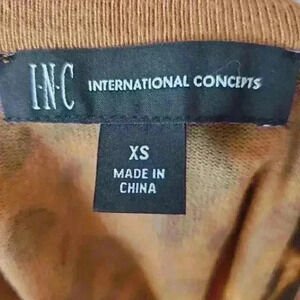 I·N·C INTERNATIONAL CONCEPTS
XS
MADE IN
CHINA